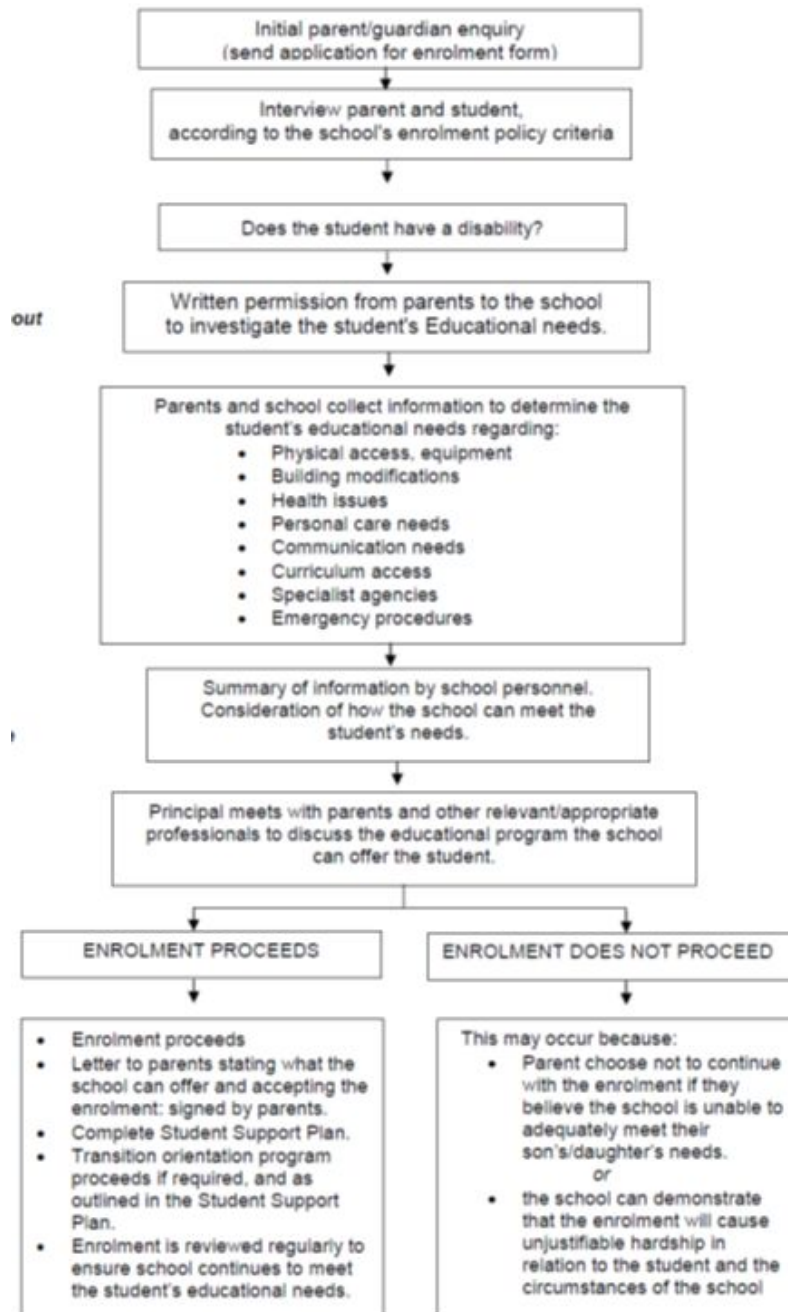 Initial parent/guardian enquiry
(send application for enrolment form)
Interview parent and student,
according to the school's enrolment policy criteria
Does the student have a disability?
out
Written permission from parents to the school
to investigate the student's Educational needs.
Parents and school collect information to determine the
student's educational needs regarding:
• Physical access, equipment
• Building modifications
• Health issues
• Personal care needs
• Communication needs
• Curriculum access
• Specialist agencies
• Emergency procedures
Summary of information by school personnel.
Consideration of how the school can meet the
student's needs.
Principal meets with parents and other relevant/appropriate
professionals to discuss the educational program the school
can offer the student.
ENROLMENT PROCEEDS
• Enrolment proceeds
• Letter to parents stating what the
school can offer and accepting the
enrolment: signed by parents.
• Complete Student Support Plan.
• Transition orientation program
proceeds if required, and as
outlined in the Student Support
Plan.
• Enrolment is reviewed regularly to
ensure school continues to meet
the student's educational needs.
ENROLMENT DOES NOT PROCEED
This may occur because:
• Parent choose not to continue
with the enrolment if they
believe the school is unable to
adequately meet their
son's/daughter's needs.
or
• the school can demonstrate
that the enrolment will cause
unjustifiable hardship in
relation to the student and the
circumstances of the school